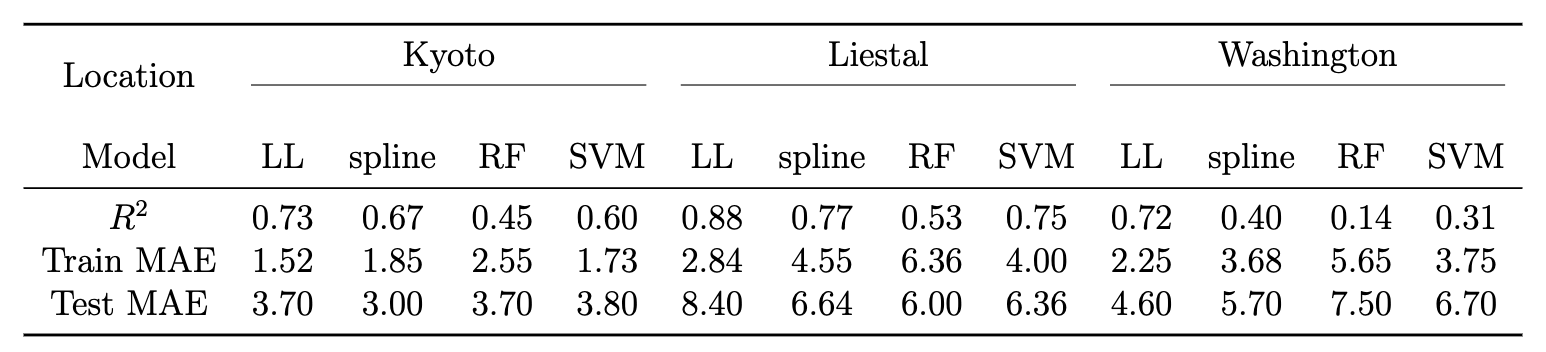 Location Kyoto Liestal Washington
Model LL spline RF SVM LL spline RF SVM LL spline RF SVM
R² 0.73 0.67 0.45 0.60 0.88 0.77 0.53 0.75 0.72 0.40 0.14 0.31
Train MAE 1.52 1.85 2.55 1.73 2.84 4.55 6.36 4.00 2.25 3.68 5.65 3.75
Test MAE 3.70 3.00 3.70 3.80 8.40 6.64 6.00 6.36 4.60 5.70 7.50 6.70